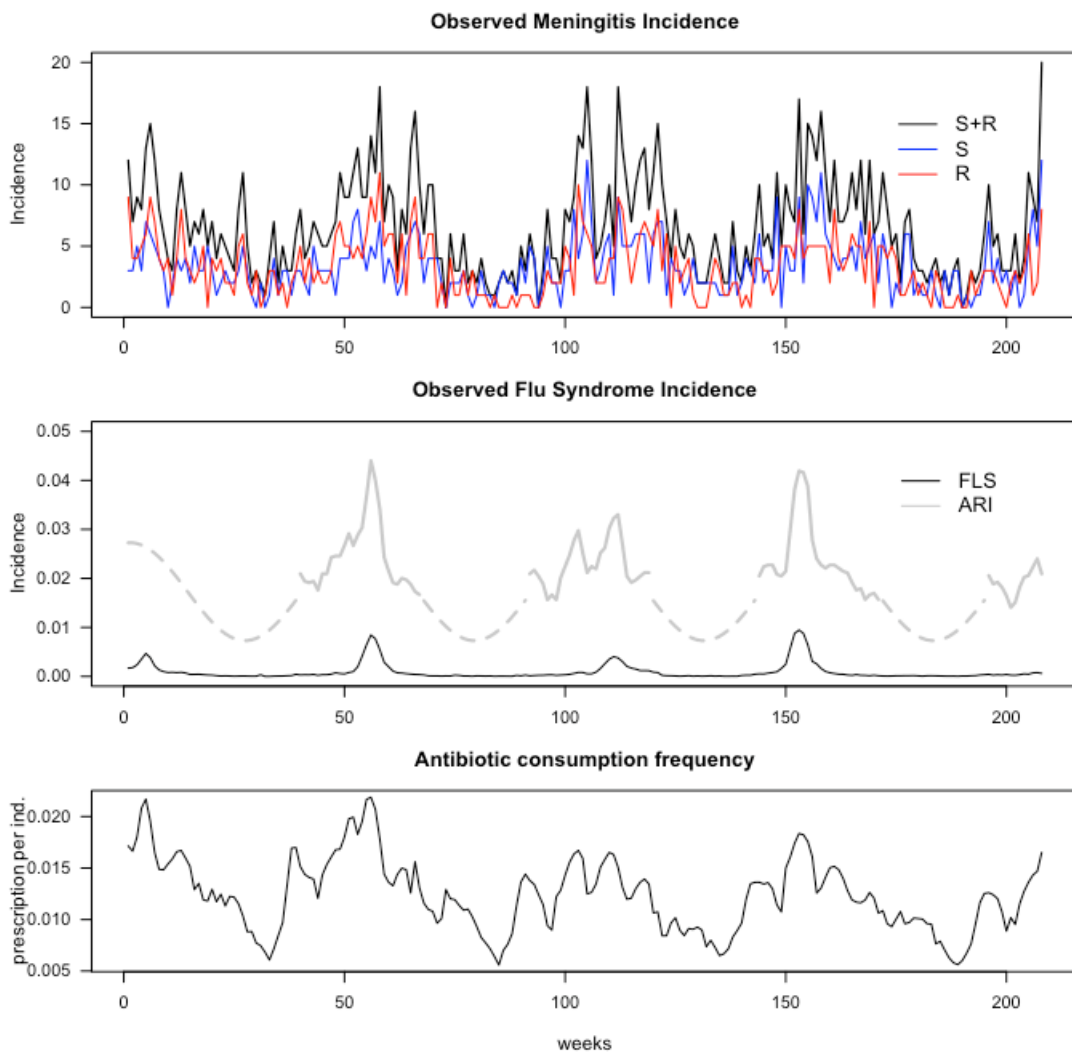 Observed Meningitis Incidence
Incidence
20
15
10
5
0
S+R
S
R
0 50 100 150 200
Observed Flu Syndrome Incidence
Incidence
0.05
0.04
0.03
0.02
0.01
0.00
FLS
ARI
0 50 100 150 200
Antibiotic consumption frequency
prescription per ind.
0.020
0.015
0.010
0.005
0 50 100 150 200
weeks